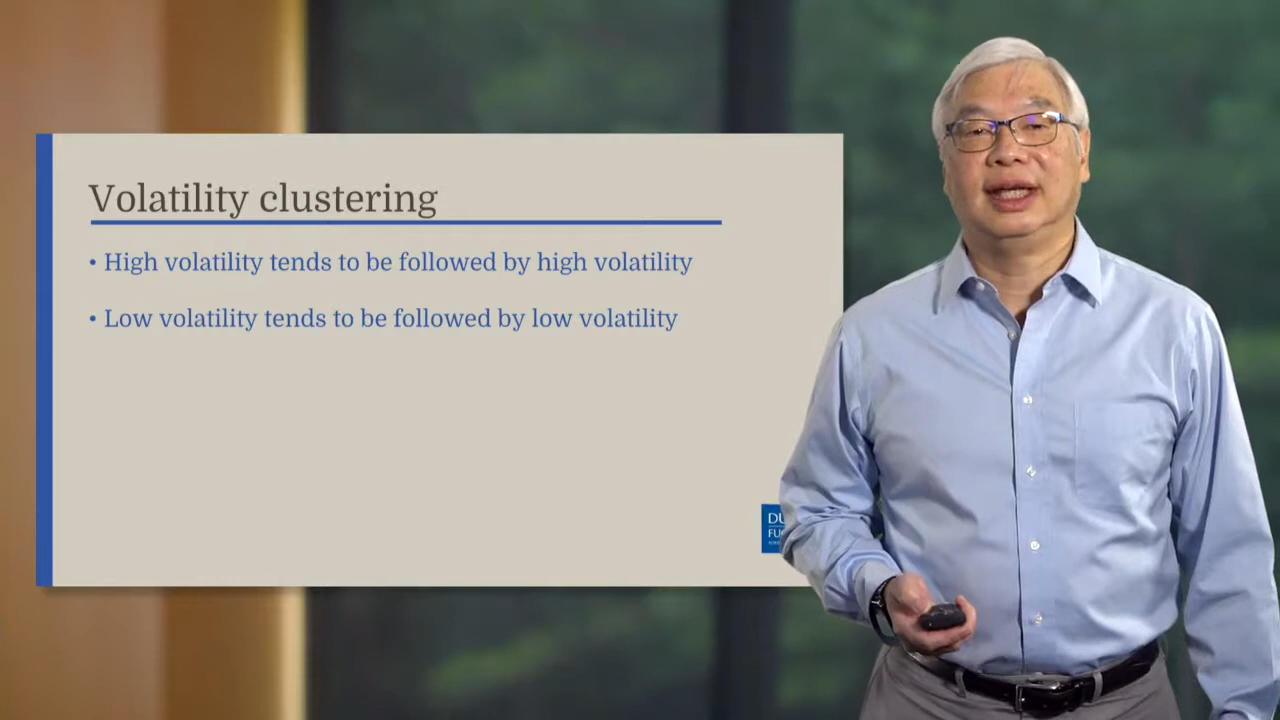 Volatility clustering
• High volatility tends to be followed by high volatility
• Low volatility tends to be followed by low volatility